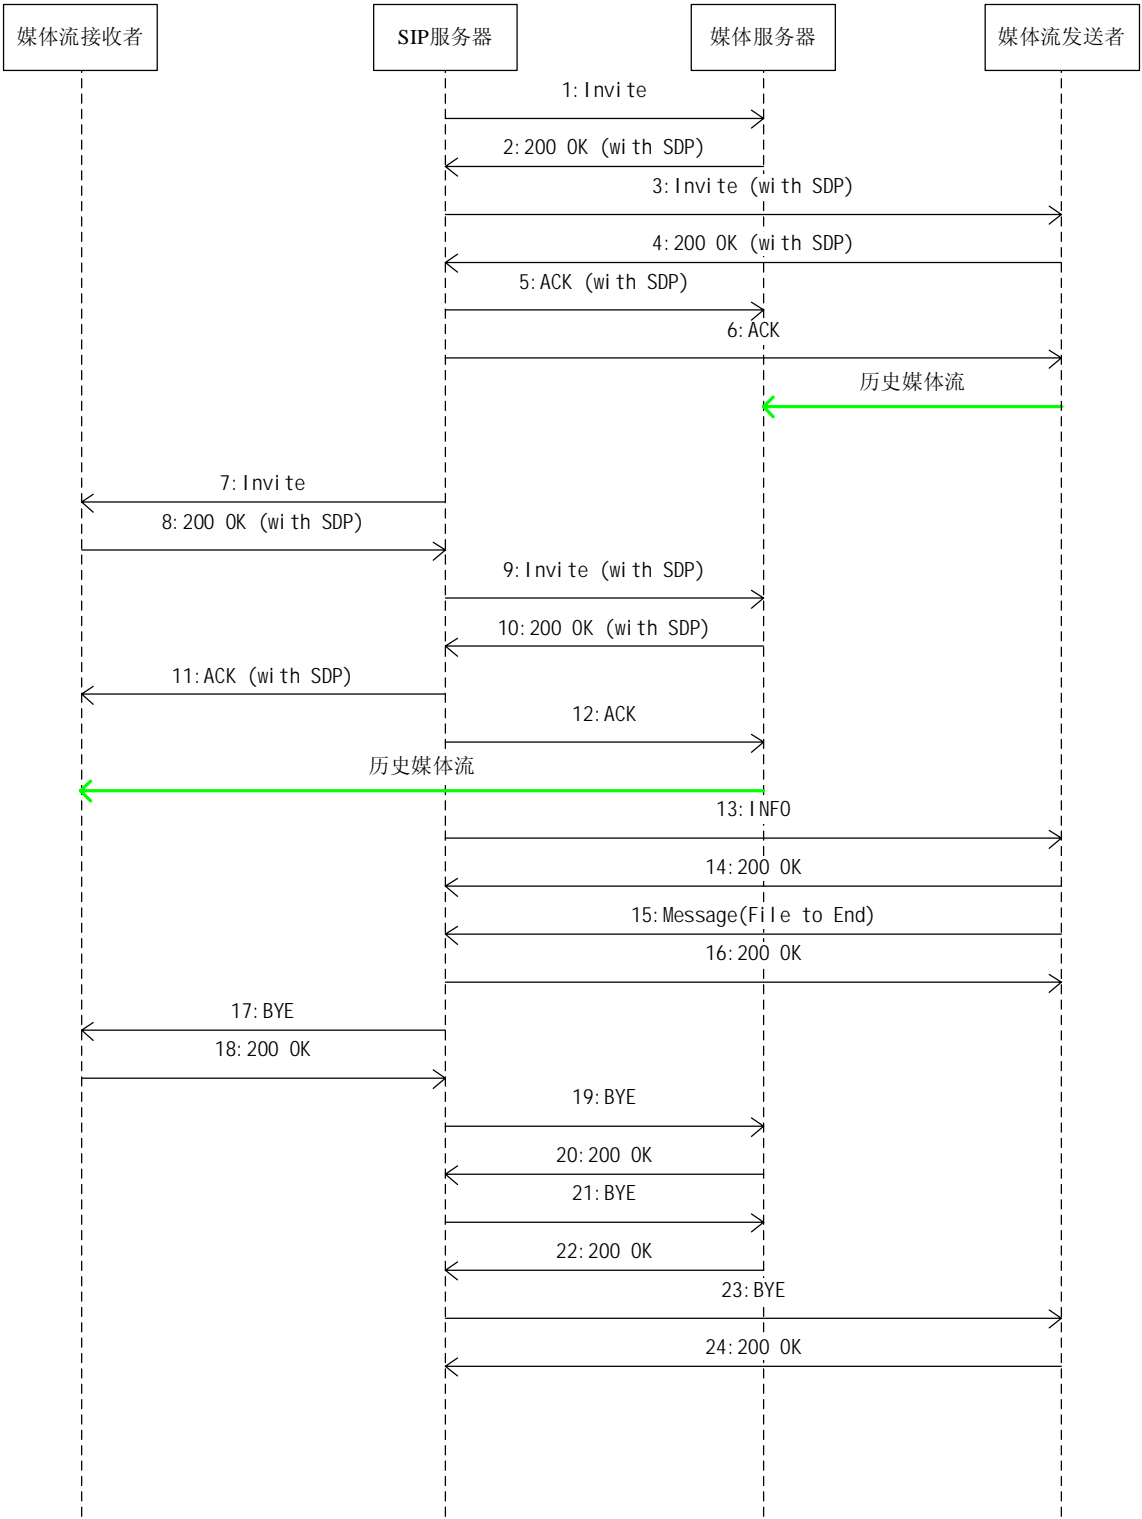 媒体流接收者
SIP服务器
媒体服务器
媒体流发送者
1:Invite
2:200 OK (with SDP)
3:Invite (with SDP)
4:200 OK (with SDP)
5:ACK (with SDP)
6:ACK
历史媒体流
7:Invite
8:200 OK (with SDP)
9:Invite (with SDP)
10:200 OK (with SDP)
11:ACK (with SDP)
12:ACK
历史媒体流
13:INFO
14:200 OK
15:Message(File to End)
16:200 OK
17:BYE
18:200 OK
19:BYE
20:200 OK
21:BYE
22:200 OK
23:BYE
24:200 OK